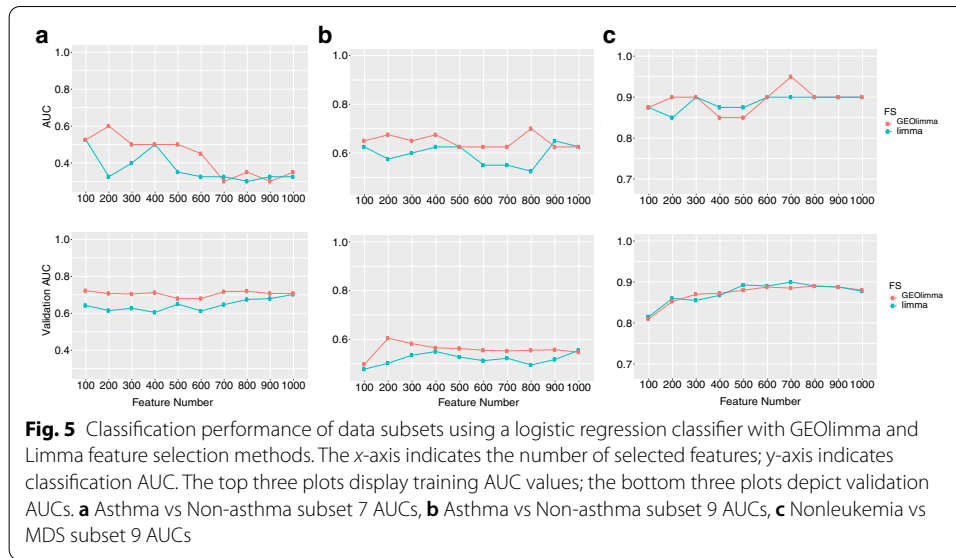 a
b
c
1.0
0.8
0.6
0.4
AUC
100 200 300 400 500 600 700 800 900 1000
1.0
0.8
0.6
100 200 300 400 500 600 700 800 900 1000
1.0
0.9
0.8
0.7
100 200 300 400 500 600 700 800 900 1000
FS
GEOlimma
limma
1.0
0.8
0.6
0.4
Validation AUC
100 200 300 400 500 600 700 800 900 1000
Feature Number
1.0
0.8
0.6
100 200 300 400 500 600 700 800 900 1000
Feature Number
1.0
0.9
0.8
0.7
100 200 300 400 500 600 700 800 900 1000
Feature Number
FS
GEOlimma
limma
Fig. 5 Classification performance of data subsets using a logistic regression classifier with GEOlimma and
Limma feature selection methods. The x-axis indicates the number of selected features; y-axis indicates
classification AUC. The top three plots display training AUC values; the bottom three plots depict validation
AUCs. a Asthma vs Non-asthma subset 7 AUCs, b Asthma vs Non-asthma subset 9 AUCs, c Nonleukemia vs
MDS subset 9 AUCs